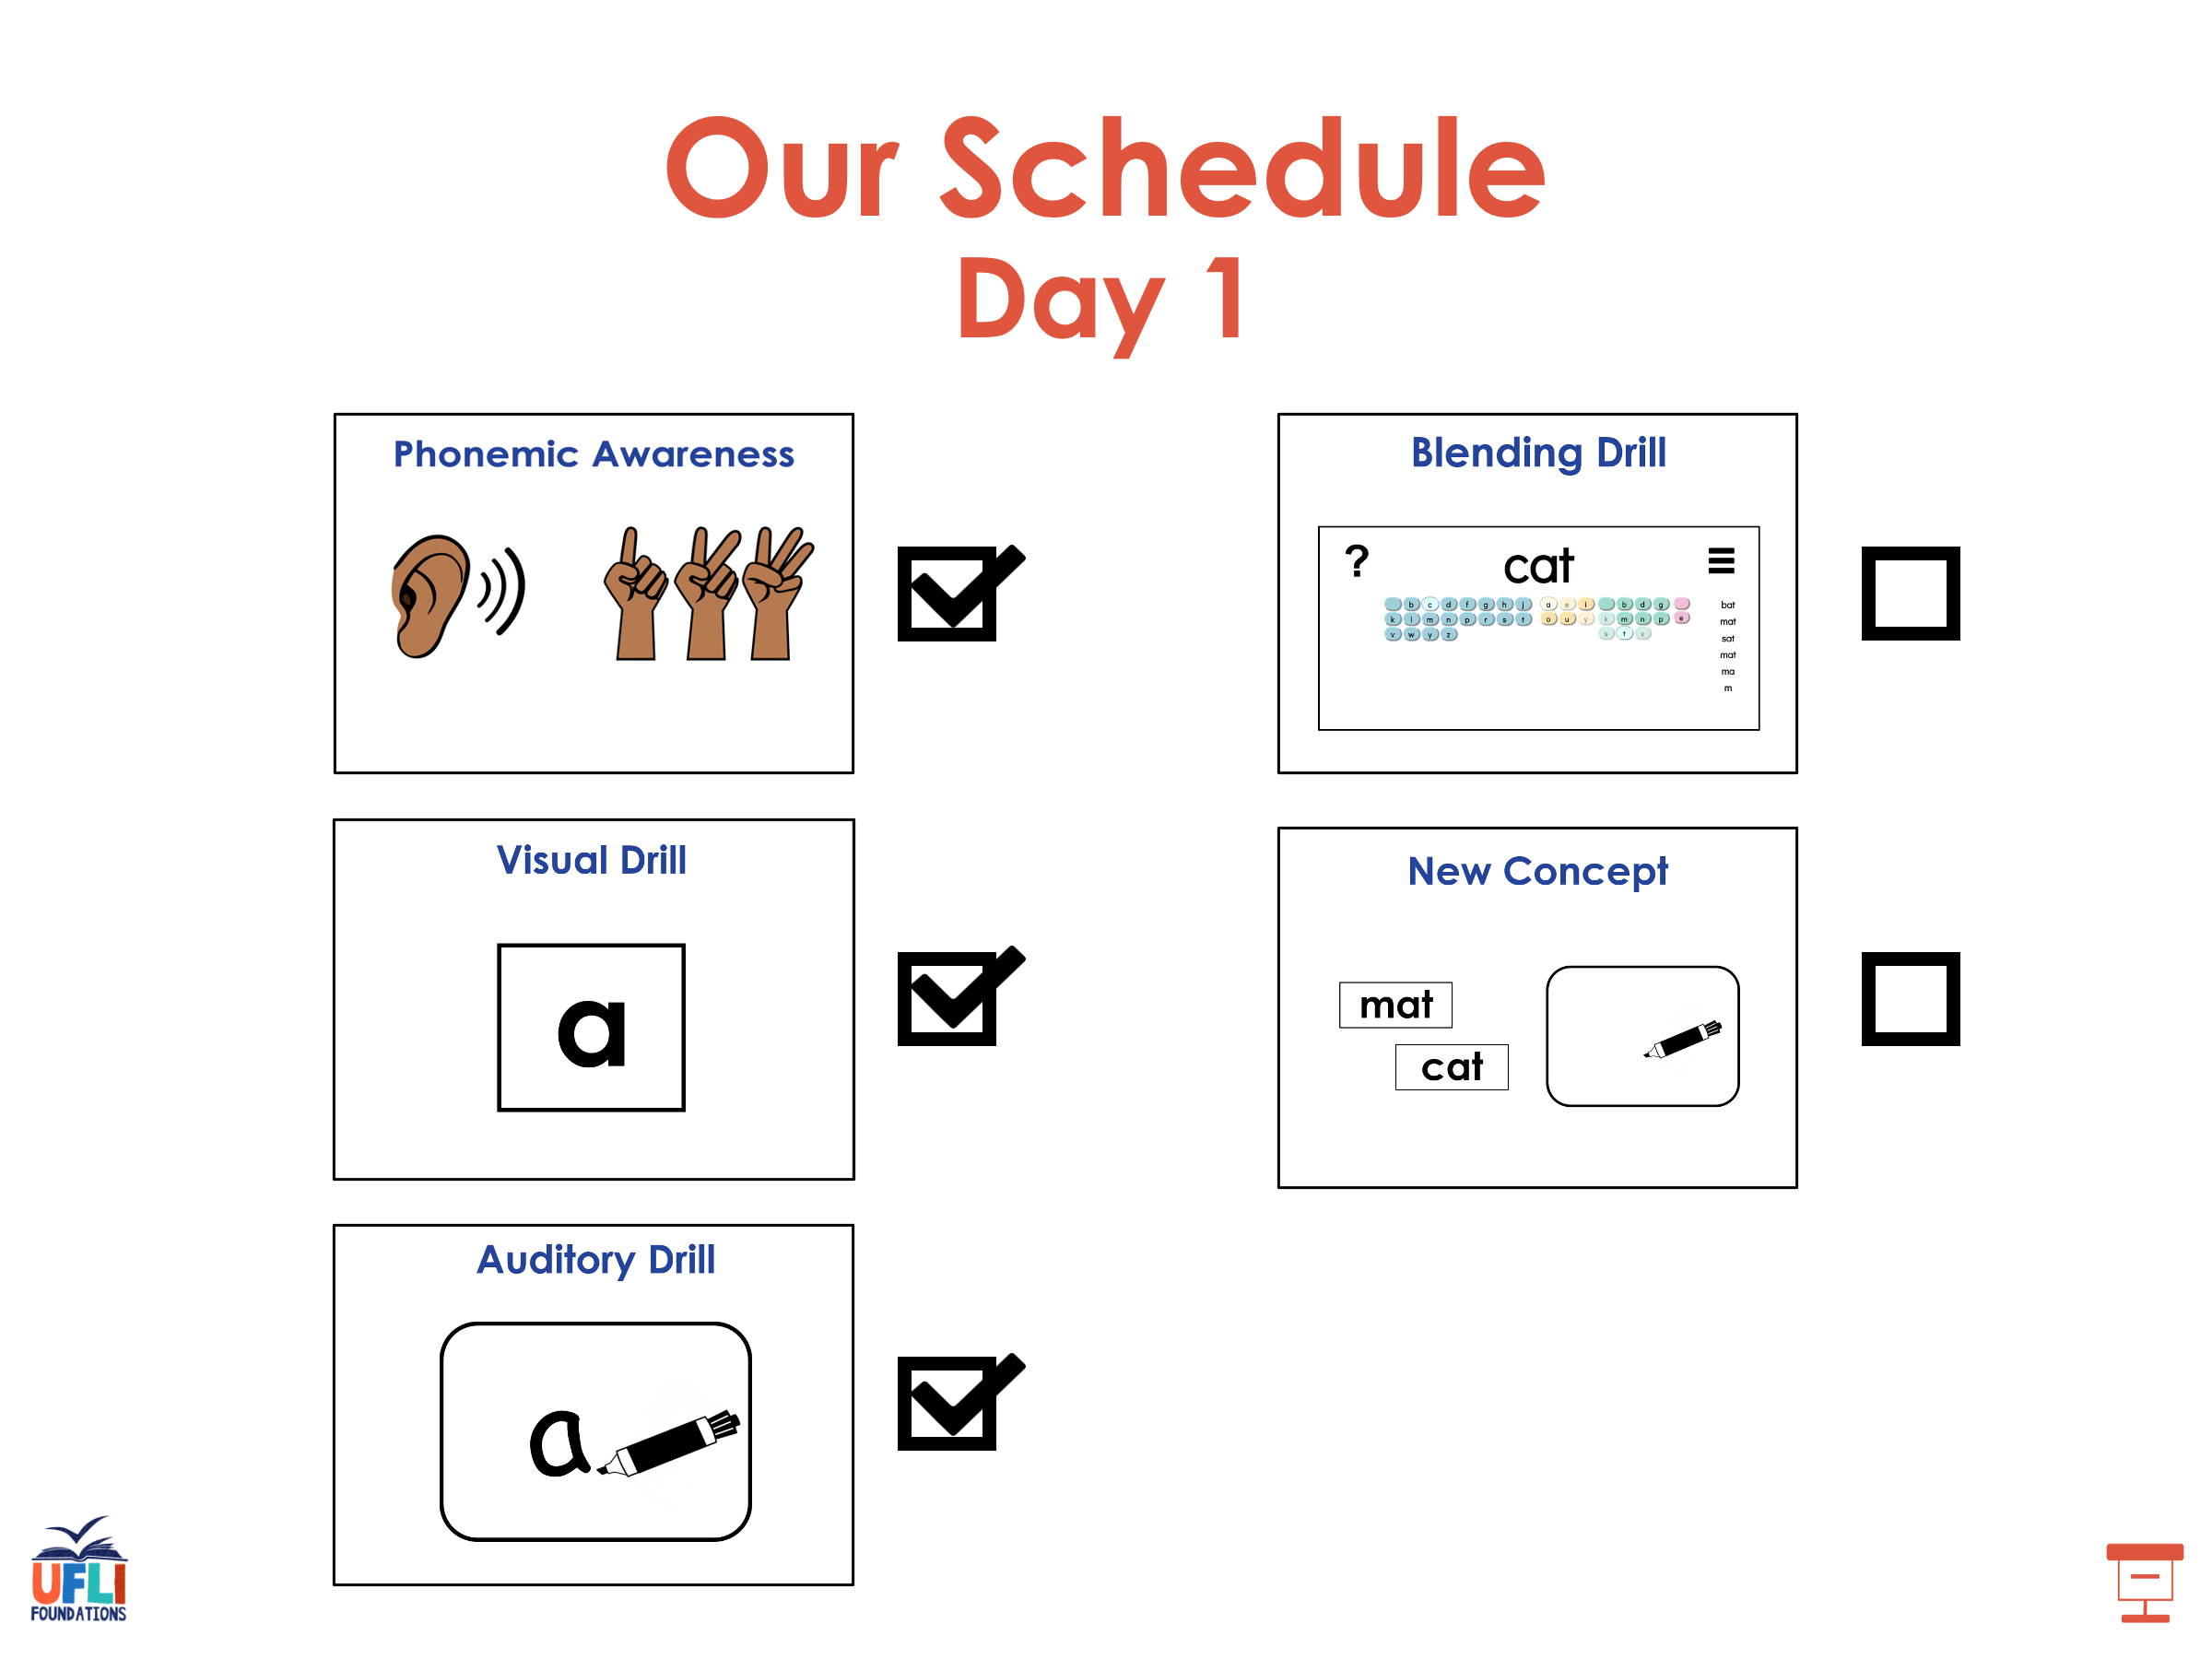 Our Schedule
Day 1
Phonemic Awareness
Visual Drill
a
Auditory Drill
a
Blending Drill
? cat
b c d f g h j a e i b d g
k l m n p r s t o u y k m n p e
v w y z s t x
bat
mat
sat
mat
ma
m
New Concept
mat
cat
UFLI
FOUNDATIONS